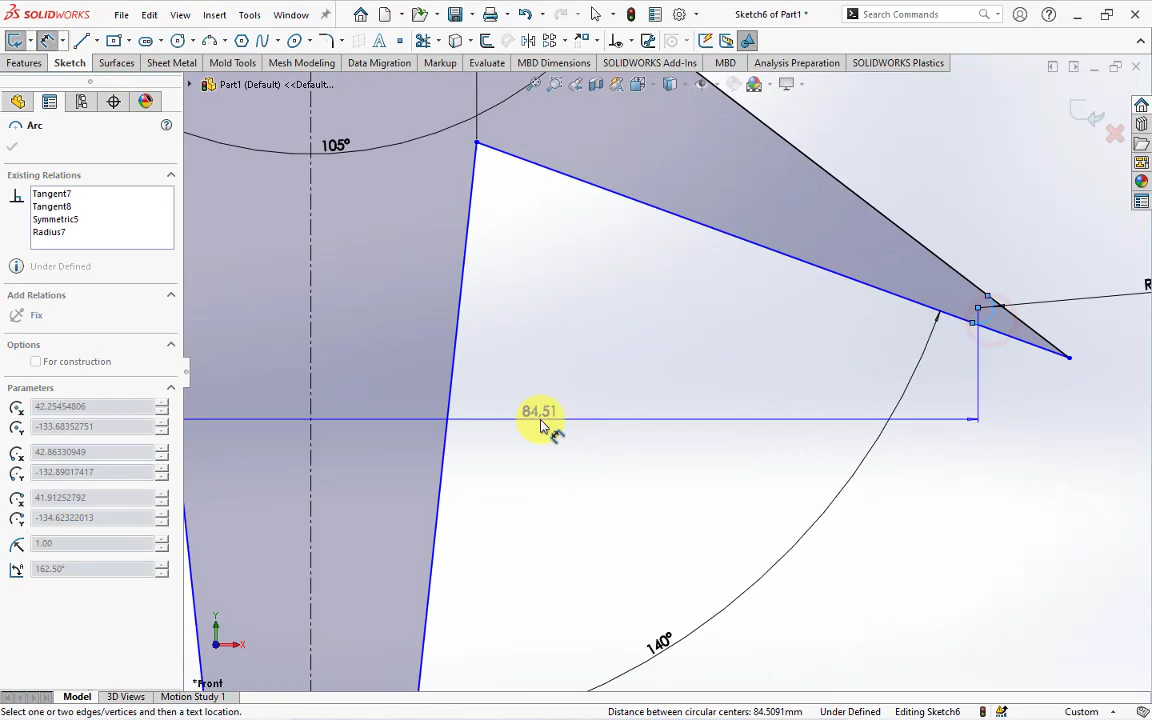 SOLIDWORKS File Edit View Insert Tools Window Sketch6 of Part1 * Search Commands
Features Sketch Surfaces Sheet Metal Mold Tools Mesh Modeling Data Migration Markup Evaluate MBD Dimensions SOLIDWORKS Add-Ins MBD Analysis Preparation SOLIDWORKS Plastics
Part1 (Default) <<Default...
Arc
Existing Relations
Tangent7
Tangent8
Symmetric5
Radius7
Under Defined
Add Relations
Fix
Options
For construction
Parameters
42.25454806
-133.68352751
42.86330949
-132.89017417
41.91252792
-134.62322013
1.00
162.50°
105°
R
84,51
140°
Y
X
*Front
Model 3D Views Motion Study 1
Select one or two edges/vertices and then a text location. Distance between circular centers: 84.5091mm Under Defined Editing Sketch6 Custom